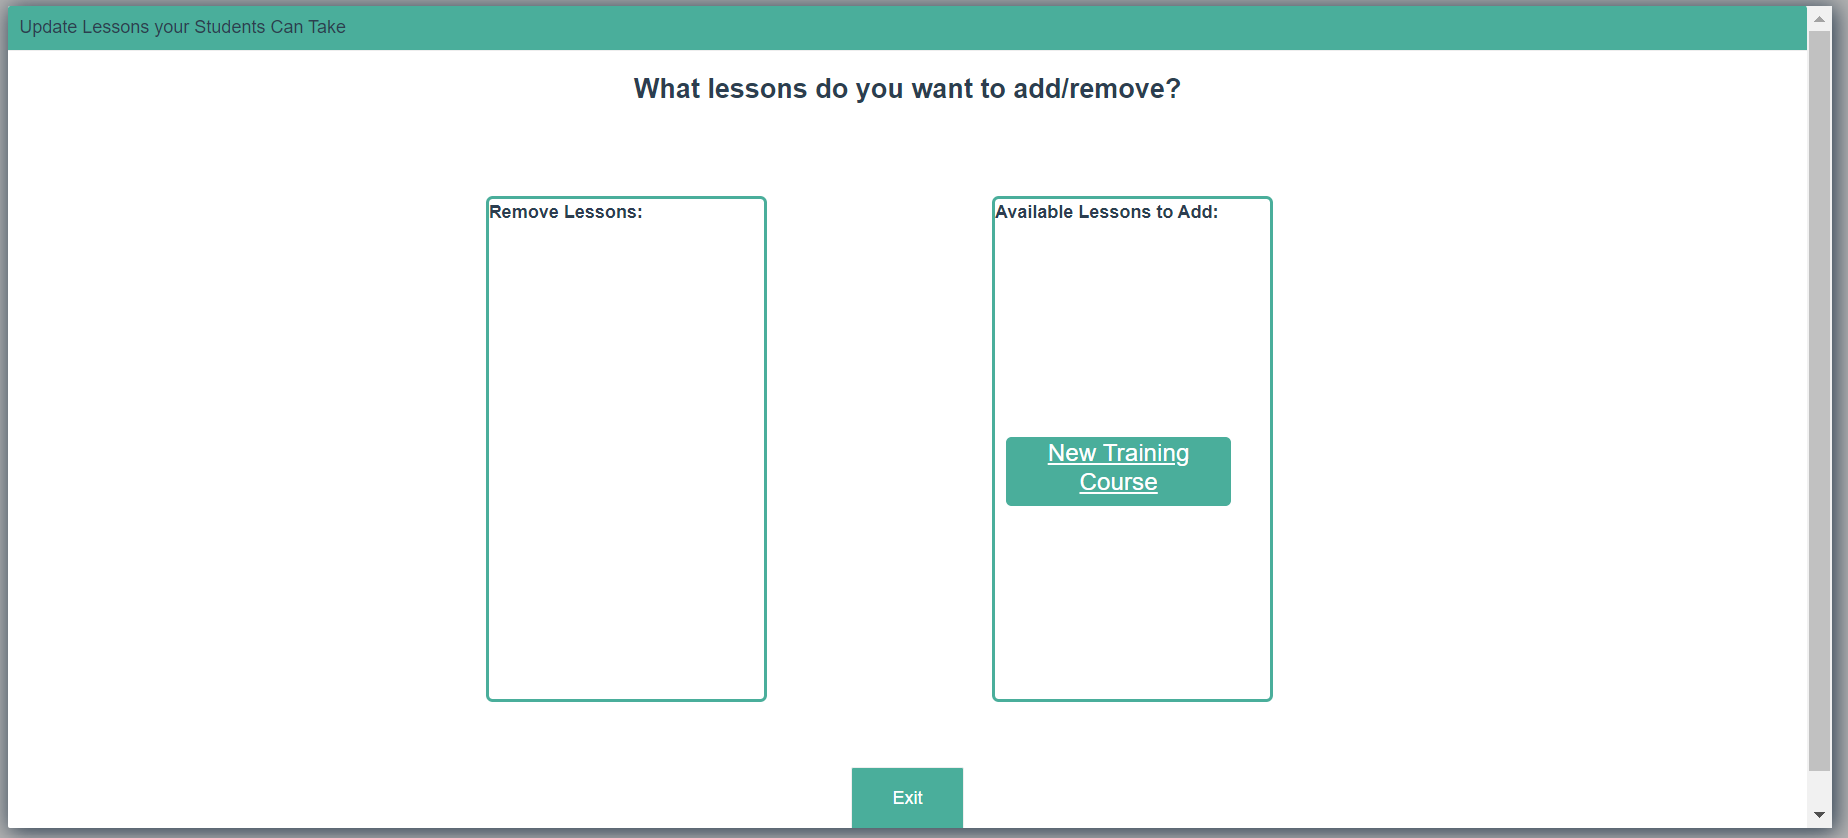 Update Lessons your Students Can Take
What lessons do you want to add/remove?
Remove Lessons:
Available Lessons to Add:
New Training
Course
Exit